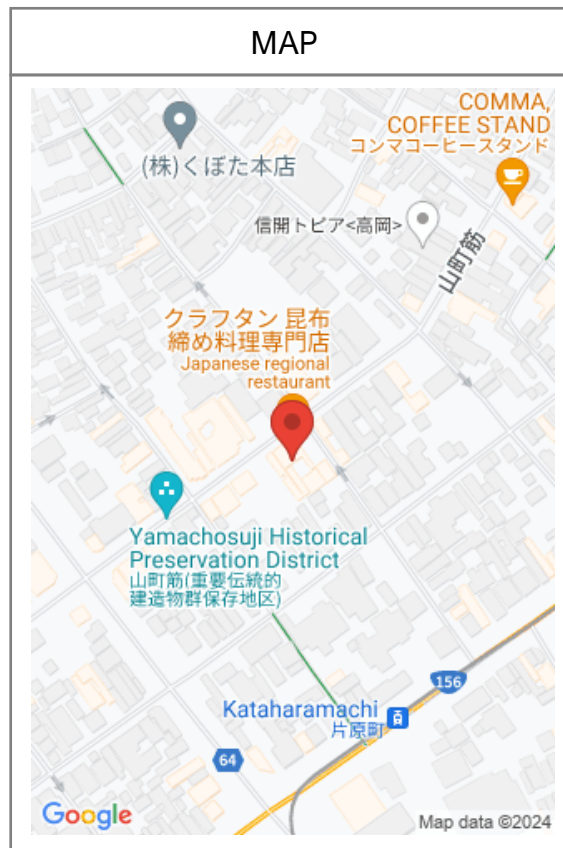 MAP
COMMA,
COFFEE STAND
コンマコーヒースタンド
(株)くぼた本店
信開トピア<高岡>
山町筋
クラフタン 昆布
締め料理専門店
Japanese regional
restaurant
Yamachosuji Historical
Preservation District
山町筋(重要伝統的
建造物群保存地区)
156
Kataharamachi
片原町
64
Google
Map data ©2024